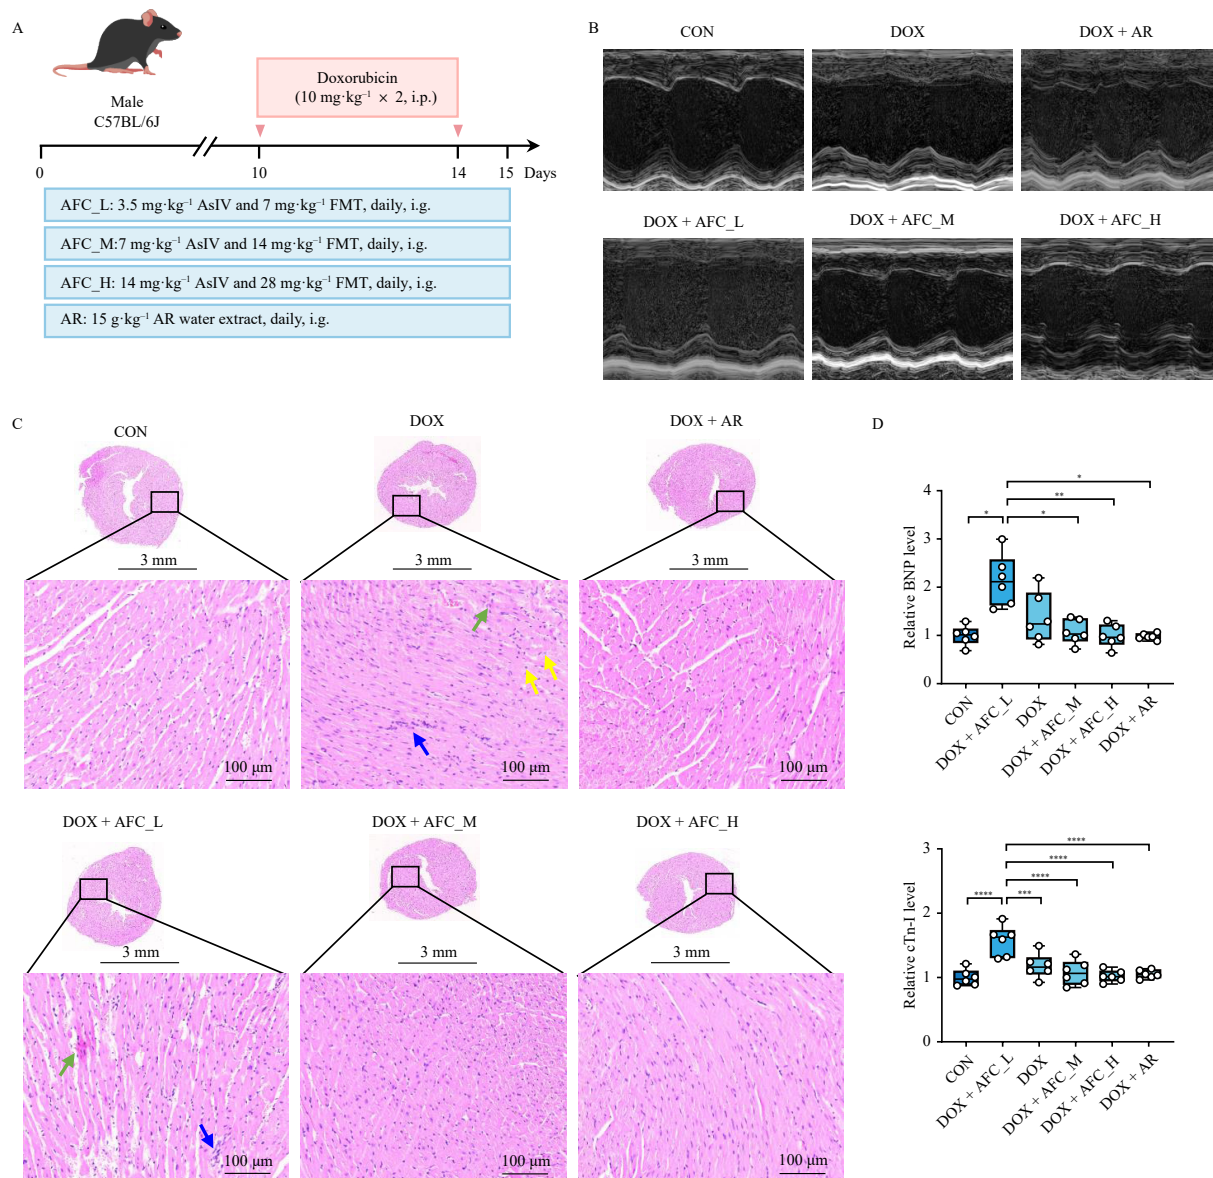 A
Male
C57BL/6J
Doxorubicin
(10 mg·kg⁻¹ × 2, i.p.)
0
10
14
15
Days
AFC_L: 3.5 mg·kg⁻¹ AsIV and 7 mg·kg⁻¹ FMT, daily, i.g.
AFC_M:7 mg·kg⁻¹ AsIV and 14 mg·kg⁻¹ FMT, daily, i.g.
AFC_H: 14 mg·kg⁻¹ AsIV and 28 mg·kg⁻¹ FMT, daily, i.g.
AR: 15 g·kg⁻¹ AR water extract, daily, i.g.
B
CON
DOX
DOX + AR
DOX + AFC_L
DOX + AFC_M
DOX + AFC_H
C
CON
DOX
DOX + AR
3 mm
3 mm
3 mm
100 μm
100 μm
100 μm
DOX + AFC_L
DOX + AFC_M
DOX + AFC_H
3 mm
3 mm
3 mm
100 μm
100 μm
100 μm
D
Relative BNP level
4
3
2
1
0
*
**
*
*
CON
DOX + AFC_L
DOX
DOX + AFC_M
DOX + AFC_H
DOX + AR
Relative cTn-I level
3
2
1
0
****
****
****
****
***
CON
DOX + AFC_L
DOX
DOX + AFC_M
DOX + AFC_H
DOX + AR